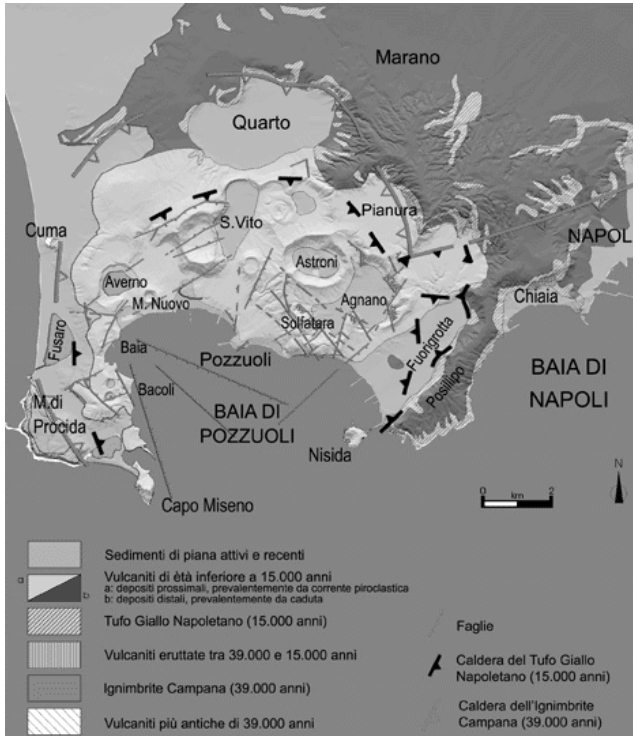 Marano
Quarto
Pianura
S.Vito
Cuma
NAPOLI
Astroni
Averno
Agnano
Chiaia
M. Nuovo
Solfatara
Fusaro
Fuorigrotta
Baia
Pozzuoli
BAIA DI
NAPOLI
Posillipo
Bacoli
M.di
Procida
BAIA DI
POZZUOLI
Nisida
Capo Miseno
N
0 km 2
Sedimenti di piana attivi e recenti
a
b
Vulcaniti di ètà inferiore a 15.000 anni
a: depositi prossimali, prevalentemente da corrente piroclastica
b: depositi distali, prevalentemente da caduta
Tufo Giallo Napoletano (15.000 anni)
Vulcaniti eruttate tra 39.000 e 15.000 anni
Ignimbrite Campana (39.000 anni)
Vulcaniti più antiche di 39.000 anni
Faglie
Caldera del Tufo Giallo
Napoletano (15.000 anni)
Caldera dell'Ignimbrite
Campana (39.000 anni)